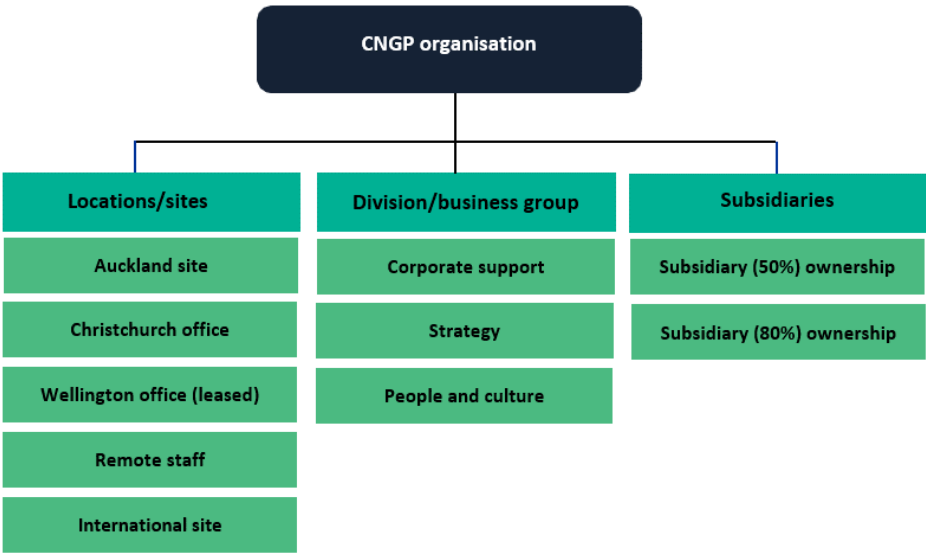 CNGP organisation
Locations/sites
Auckland site
Christchurch office
Wellington office (leased)
Remote staff
International site
Division/business group
Corporate support
Strategy
People and culture
Subsidiaries
Subsidiary (50%) ownership
Subsidiary (80%) ownership